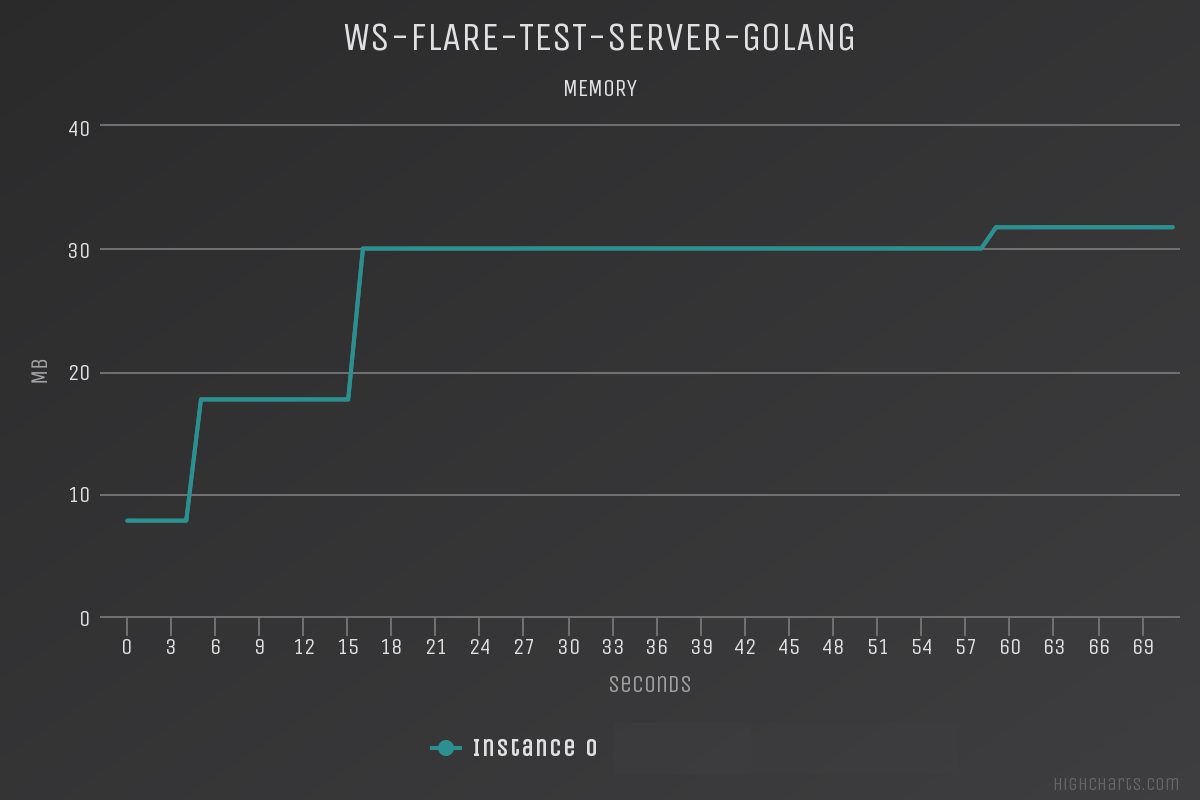 WS-FLARE-TEST-SERVER-GOLANG
MEMORY
40
30
20
10
0
MB
0 3 6 9 12 15 18 21 24 27 30 33 36 39 42 45 48 51 54 57 60 63 66 69
Seconds
Instance 0
Highcharts.com